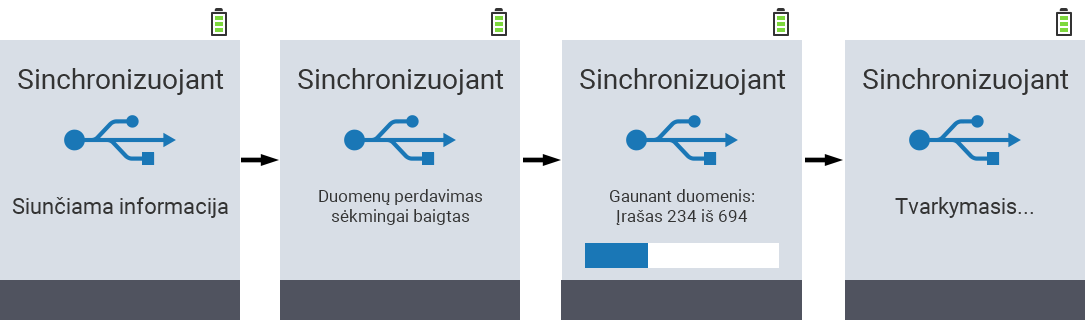 Sinchronizuojant
Siunčiama informacija
Sinchronizuojant
Duomenų perdavimas
sėkmingai baigtas
Sinchronizuojant
Gaunant duomenis:
Įrašas 234 iš 694
Sinchronizuojant
Tvarkymasis...